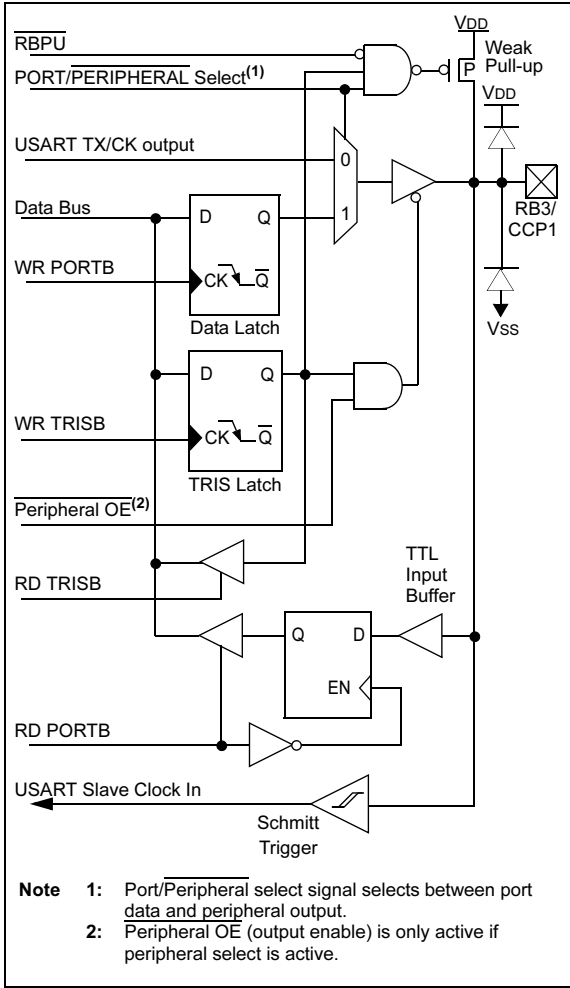 VDD
RBPU
Weak
Pull-up
P
PORT/PERIPHERAL Select(1)
VDD
USART TX/CK output
0
Data Bus
D Q
1
RB3/
CCP1
WR PORTB
CK Q
Data Latch
VSS
D Q
WR TRISB
CK Q
TRIS Latch
Peripheral OE(2)
TTL
Input
Buffer
RD TRISB
Q D
EN
RD PORTB
USART Slave Clock In
Schmitt
Trigger
Note 1: Port/Peripheral select signal selects between port
data and peripheral output.
2: Peripheral OE (output enable) is only active if
peripheral select is active.